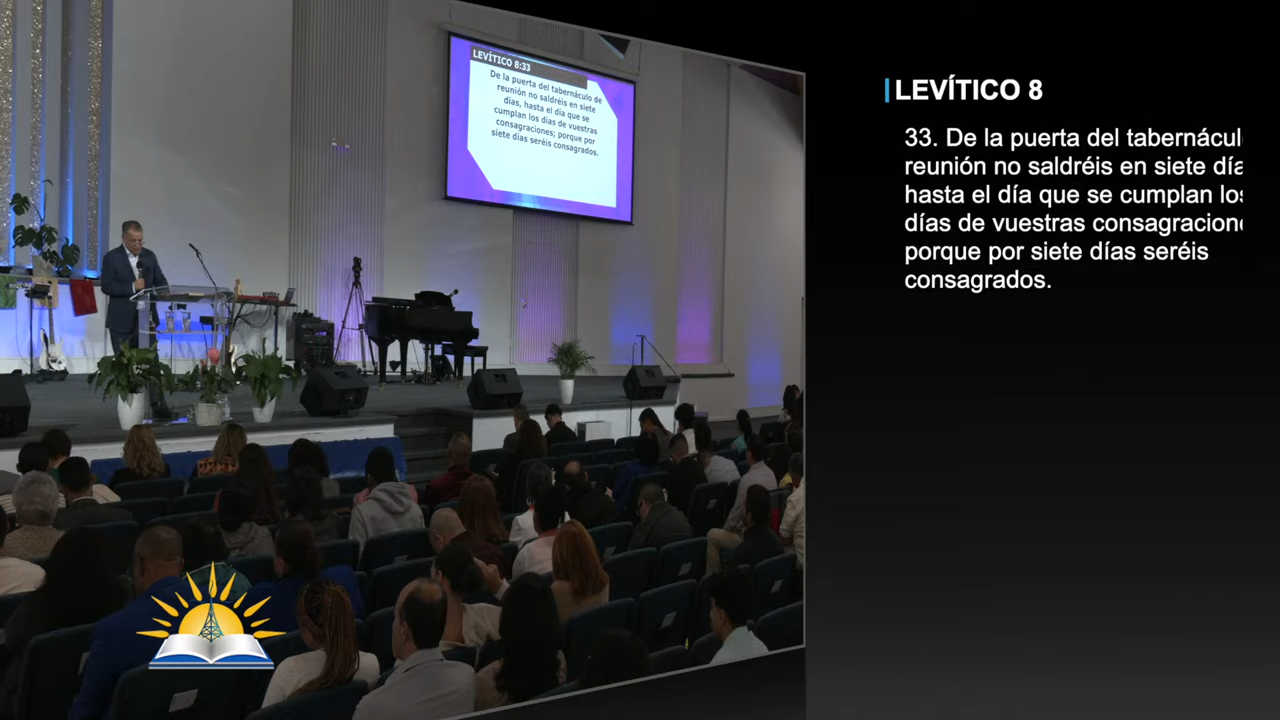 LEVÍTICO 8:33
De la puerta del tabernáculo de
reunión no saldréis en siete
días, hasta el día que se
cumplan los días de vuestras
consagraciones; porque por
siete días seréis consagrados.
LEVÍTICO 8
33. De la puerta del tabernácul
reunión no saldréis en siete día
hasta el día que se cumplan los
días de vuestras consagracion
porque por siete días seréis
consagrados.